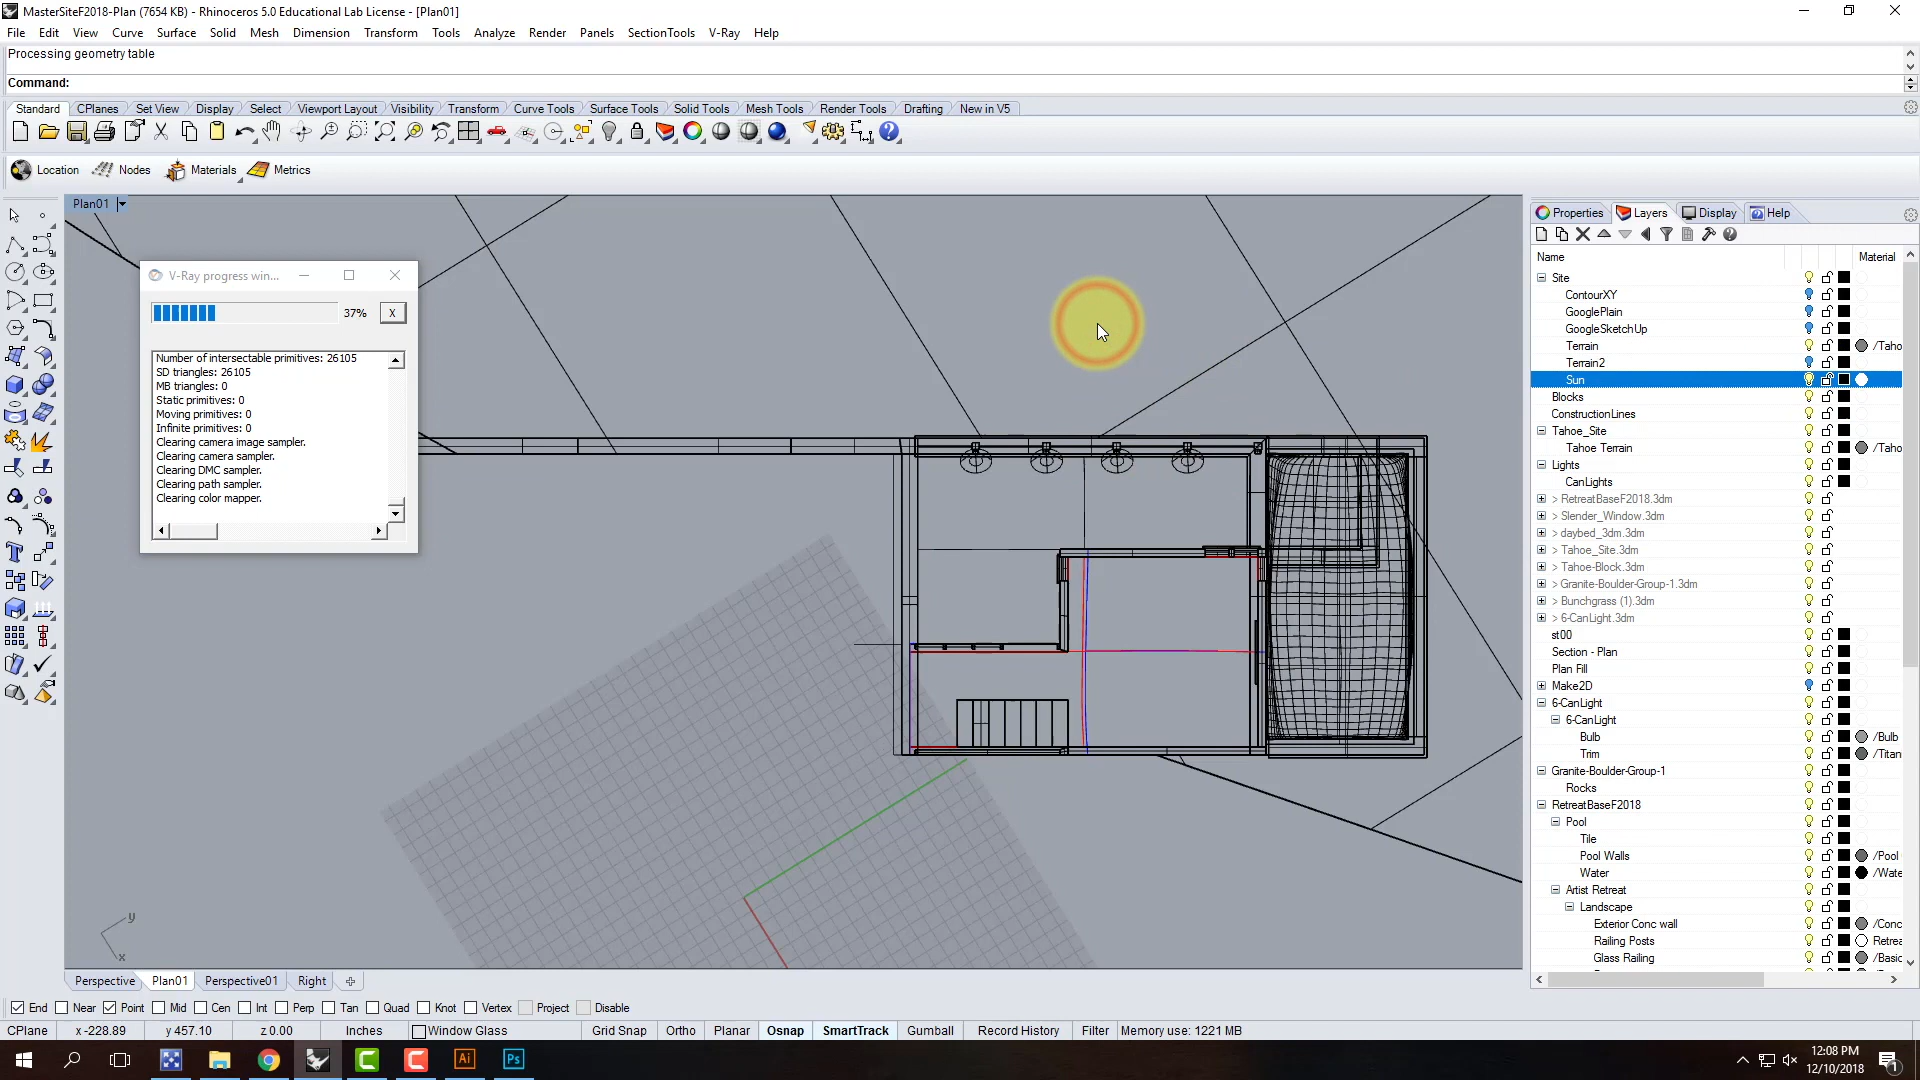 MasterSiteF2018-Plan (7654 KB) - Rhinoceros 5.0 Educational Lab License - [Plan01]
File Edit View Curve Surface Solid Mesh Dimension Transform Tools Analyze Render Panels SectionTools V-Ray Help
Processing geometry table
Command:
Standard CPlanes Set View Display Select Viewport Layout Visibility Transform Curve Tools Surface Tools Solid Tools Mesh Tools Render Tools Drafting New in V5
Location Nodes Materials Metrics
Plan01
V-Ray progress win...
37%
X
Number of intersectable primitives: 26105
SD triangles: 26105
MB triangles: 0
Static primitives: 0
Moving primitives: 0
Infinite primitives: 0
Clearing camera image sampler.
Clearing camera sampler.
Clearing DMC sampler.
Clearing path sampler.
Clearing color mapper.
y
x
Properties Layers Display Help
Name Material
Site
ContourXY
GooglePlain
GoogleSketchUp
Terrain /Taho
Terrain2
Sun
Blocks
ConstructionLines
Tahoe_Site
Tahoe Terrain /Taho
Lights
CanLights
> RetreatBaseF2018.3dm
> Slender_Window.3dm
> daybed_3dm.3dm
> Tahoe_Site.3dm
> Tahoe-Block.3dm
> Granite-Boulder-Group-1.3dm
> Bunchgrass (1).3dm
> 6-CanLight.3dm
st00
Section - Plan
Plan Fill
Make2D
6-CanLight
6-CanLight
Bulb /Bulb
Trim /Titan
Granite-Boulder-Group-1
Rocks
RetreatBaseF2018
Pool
Tile
Pool Walls /Pool
Water /Wate
Artist Retreat
Landscape
Exterior Conc wall /Conc
Railing Posts Retrea
Glass Railing /Basic
Perspective Plan01 Perspective01 Right
End Near Point Mid Cen Int Perp Tan Quad Knot Vertex Project Disable
CPlane x -228.89 y 457.10 z 0.00 Inches Window Glass Grid Snap Ortho Planar Osnap SmartTrack Gumball Record History Filter Memory use: 1221 MB
Ai Ps
12:08 PM
12/10/2018
1